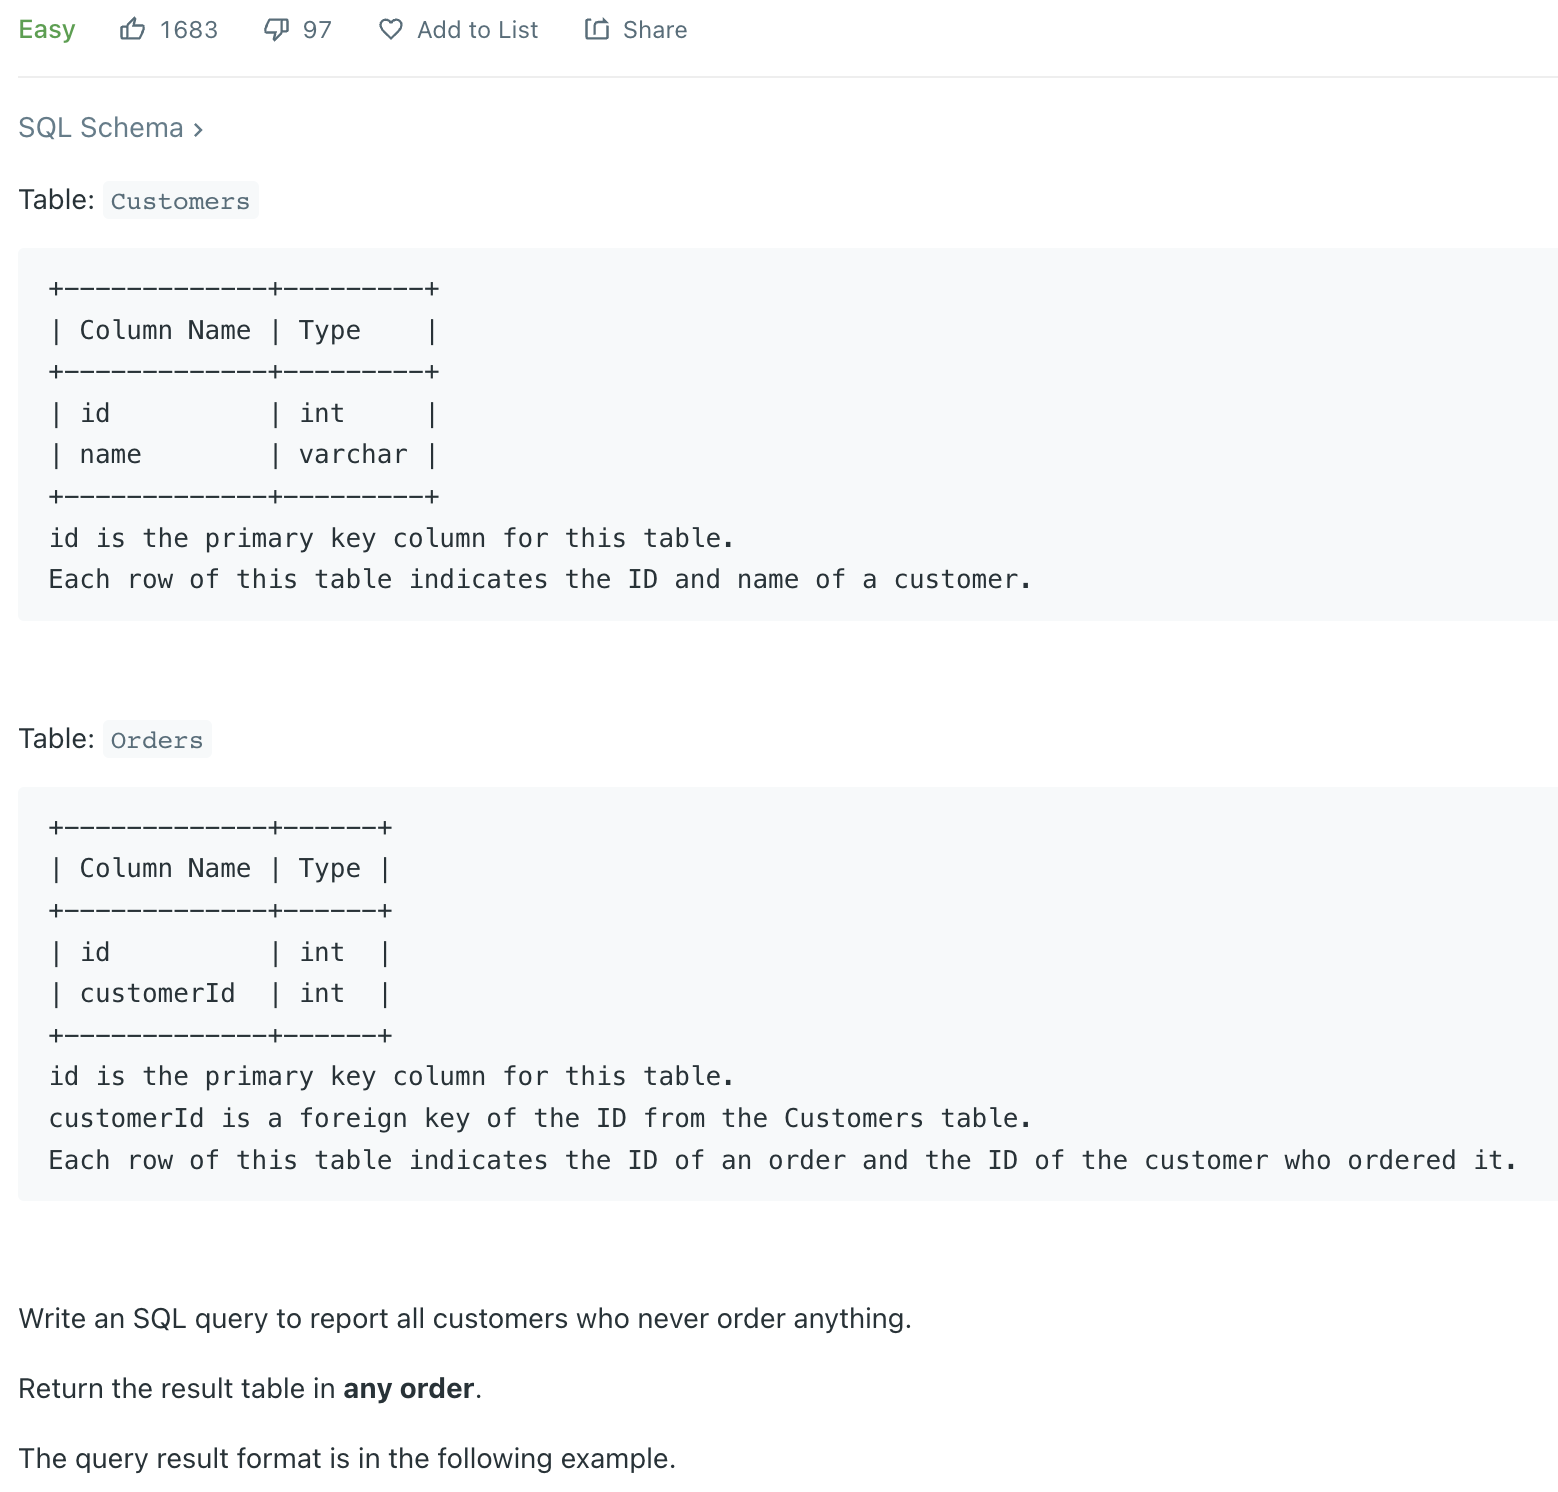 Easy 1683 97 Add to List Share
SQL Schema >
Table: Customers
+-------------+---------+
| Column Name | Type    |
+-------------+---------+
| id          | int     |
| name        | varchar |
+-------------+---------+
id is the primary key column for this table.
Each row of this table indicates the ID and name of a customer.
Table: Orders
+-------------+------+
| Column Name | Type |
+-------------+------+
| id          | int  |
| customerId  | int  |
+-------------+------+
id is the primary key column for this table.
customerId is a foreign key of the ID from the Customers table.
Each row of this table indicates the ID of an order and the ID of the customer who ordered it.
Write an SQL query to report all customers who never order anything.
Return the result table in any order.
The query result format is in the following example.